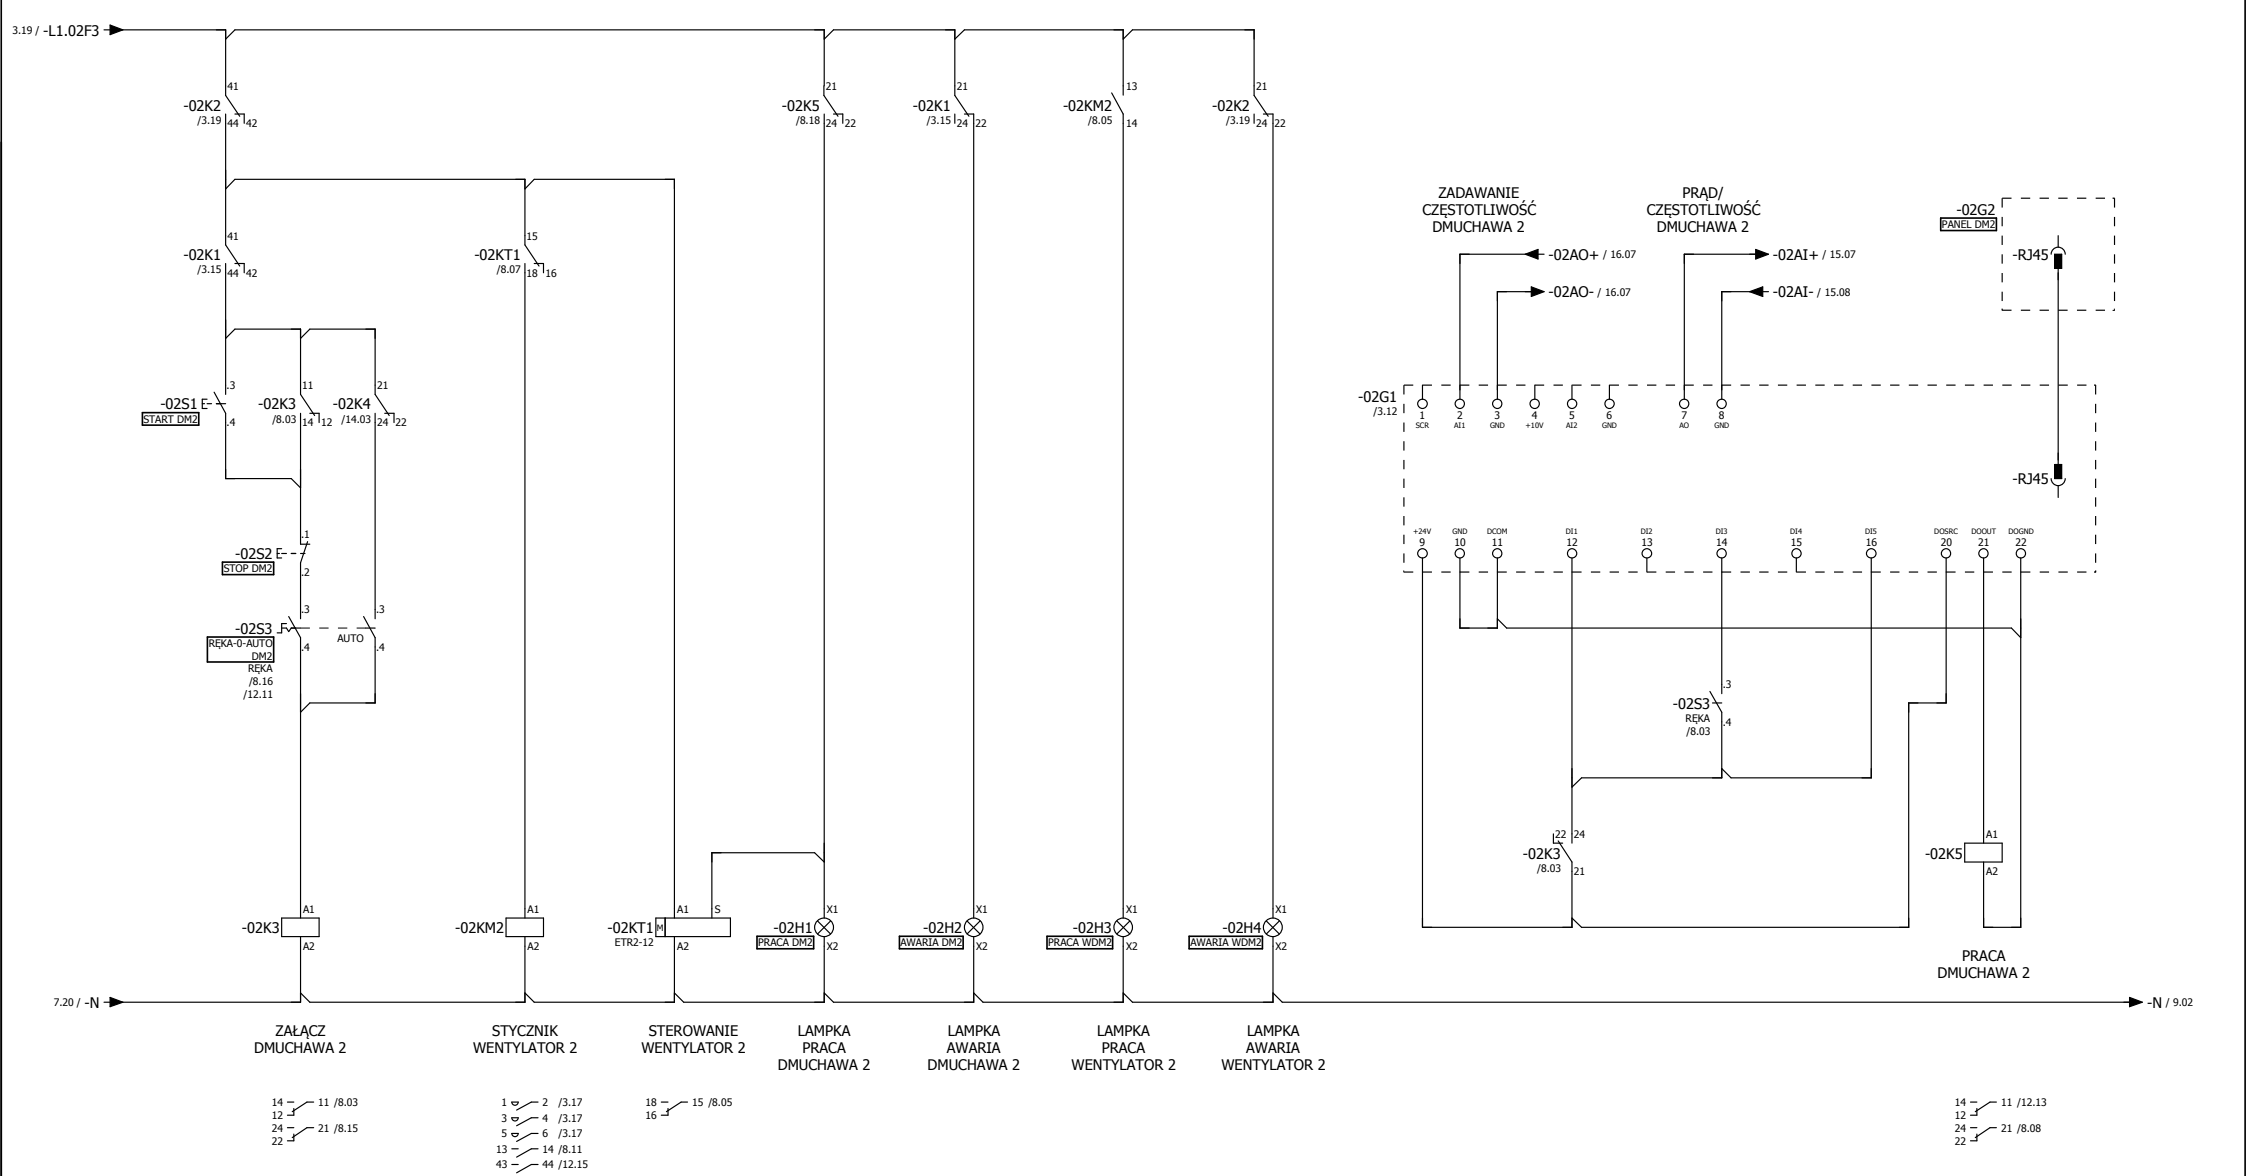 3.19 / -L1.02F3
41
-02K2
/3.19
44
42
21
-02K5
/8.18
24
22
21
-02K1
/3.15
24
22
13
-02KM2
/8.05
14
21
-02K2
/3.19
24
22
41
-02K1
/3.15
44
42
15
-02KT1
/8.07
18
16
ZADAWANIE
CZĘSTOTLIWOŚĆ
DMUCHAWA 2
PRĄD/
CZĘSTOTLIWOŚĆ
DMUCHAWA 2
-02AO+ / 16.07
-02AO- / 16.07
-02AI+ / 15.07
-02AI- / 15.08
-02G2
PANEL DM2
-RJ45
.3
-02S1
START DM2
.4
11
-02K3
/8.03
14
12
21
-02K4
/14.03
24
22
-02G1
/3.12
1
SCR
2
AI1
3
GND
4
+10V
5
AI2
6
GND
7
AO
8
GND
-RJ45
.1
-02S2
STOP DM2
.2
+24V
9
GND
10
DCOM
11
DI1
12
DI2
13
DI3
14
DI4
15
DI5
16
DOSRC
20
DOOUT
21
DOGND
22
.3
-02S3
RĘKA-0-AUTO
DM2
RĘKA
/8.16
/12.11
.4
.3
AUTO
.4
.3
-02S3
RĘKA
/8.03
.4
22
24
-02K3
/8.03
21
A1
-02K5
A2
A1
-02K3
A2
A1
-02KM2
A2
A1
S
-02KT1
M
ETR2-12
A2
X1
-02H1
PRACA DM2
X2
X1
-02H2
AWARIA DM2
X2
X1
-02H3
PRACA WDM2
X2
X1
-02H4
AWARIA WDM2
X2
PRACA
DMUCHAWA 2
7.20 / -N
-N / 9.02
ZAŁĄCZ
DMUCHAWA 2
STYCZNIK
WENTYLATOR 2
STEROWANIE
WENTYLATOR 2
LAMPKA
PRACA
DMUCHAWA 2
LAMPKA
AWARIA
DMUCHAWA 2
LAMPKA
PRACA
WENTYLATOR 2
LAMPKA
AWARIA
WENTYLATOR 2
14 11 /8.03
12
24 21 /8.15
22
1 2 /3.17
3 4 /3.17
5 6 /3.17
13 14 /8.11
43 44 /12.15
18 15 /8.05
16
14 11 /12.13
12
24 21 /8.08
22